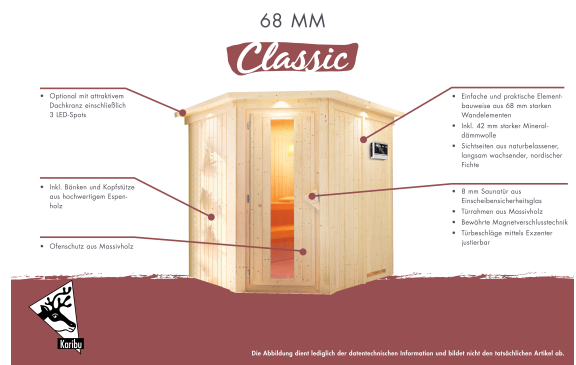 68 MM
Classic
• Optional mit attraktivem
Dachkranz einschließlich
3 LED-Spots
• Inkl. Bänken und Kopfstütze
aus hochwertigem Espen-
holz
• Ofenschutz aus Massivholz
• Einfache und praktische Element-
bauweise aus 68 mm starken
Wandelementen
• Inkl. 42 mm starker Mineral-
dämmwolle
• Sichtseiten aus naturbelassener,
langsam wachsender, nordischer
Fichte
• 8 mm Saunatür aus
Einscheibensicherheitsglas
• Türrahmen aus Massivholz
• Bewährte Magnetverschlusstechnik
• Türbeschläge mittels Exzenter
justierbar
Karibu
Die Abbildung dient lediglich der datentechnischen Information und bildet nicht den tatsächlichen Artikel ab.